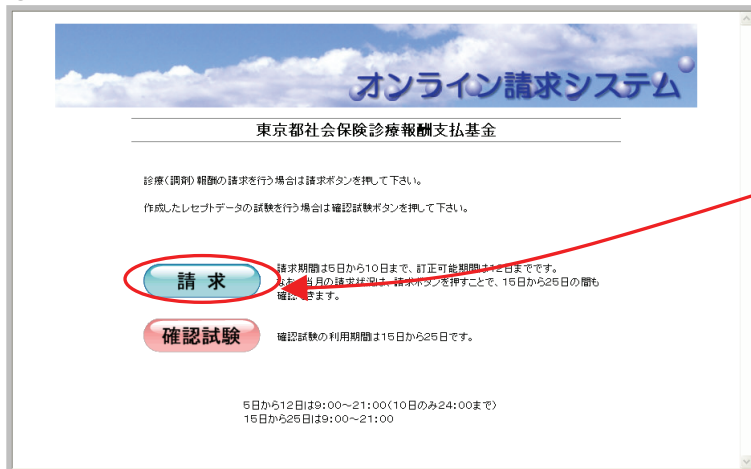 オンライン請求システム
東京都社会保険診療報酬支払基金
診療(調剤)報酬の請求を行う場合は請求ボタンを押して下さい。
作成したレセプトデータの試験を行う場合は確認試験ボタンを押して下さい。
請求
請求期間は5日から10日まで、訂正可能期間は12日までです。
なお、当月の請求状況は、請求ボタンを押すことで、15日から25日の間も
確認できます。
確認試験
確認試験の利用期間は15日から25日です。
5日から12日は9:00~21:00(10日のみ24:00まで)
15日から25日は9:00~21:00